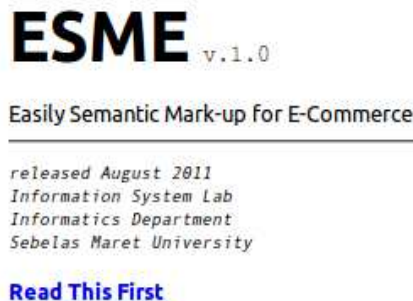 ESME v.1.0
Easily Semantic Mark-up for E-Commerce
released August 2011
Information System Lab
Informatics Department
Sebelas Maret University
Read This First